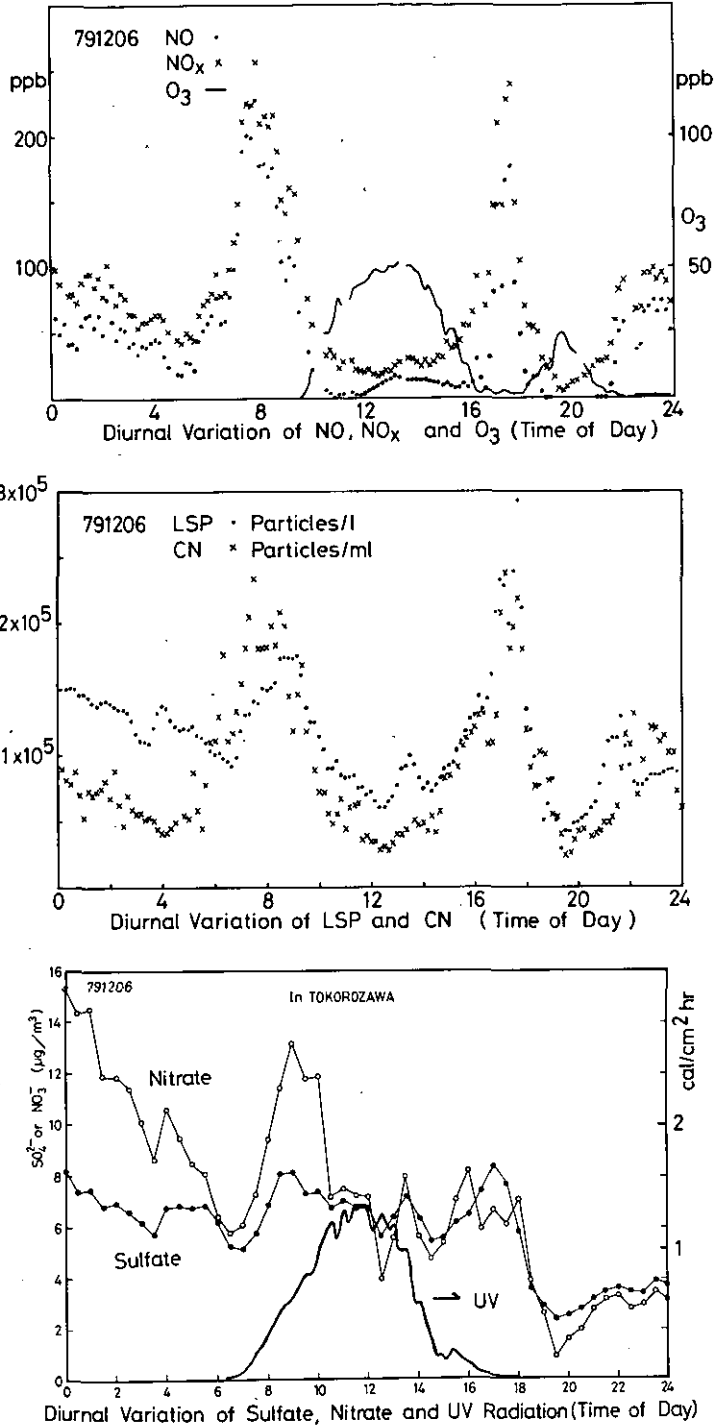 791206 NO •
NOx ×
O3 —
ppb
200
100
ppb
100
O3
50
0 4 8 12 16 20 24
Diurnal Variation of NO, NOx and O3 (Time of Day)
3x10^5
2x10^5
1x10^5
791206 LSP • Particles/l
CN × Particles/ml
0 4 8 12 16 20 24
Diurnal Variation of LSP and CN (Time of Day)
791206 In TOKOROZAWA
16
14
12
10
8
6
4
2
0
SO4^2- or NO3^- (μg/m^3)
Nitrate
Sulfate
→ UV
2
1
cal/cm^2 hr
0 2 4 6 8 10 12 14 16 18 20 22 24
Diurnal Variation of Sulfate, Nitrate and UV Radiation(Time of Day)